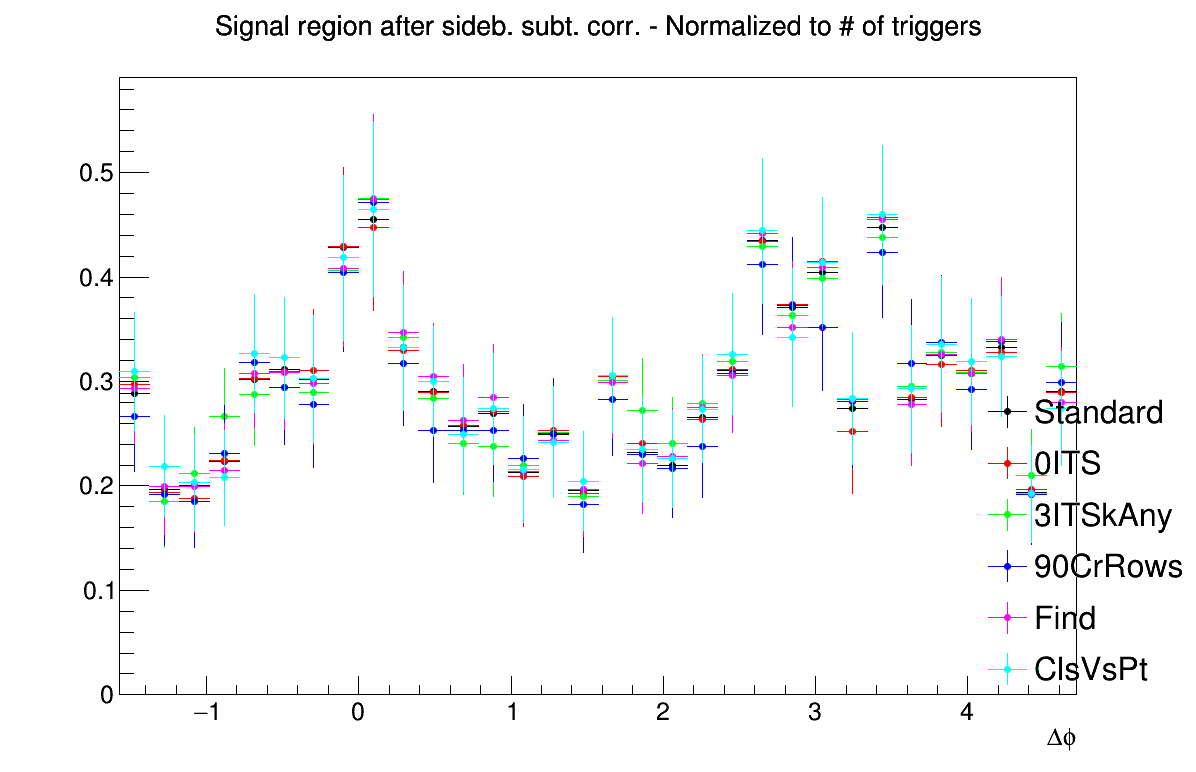 Signal region after sideb. subt. corr. - Normalized to # of triggers
0.5
0.4
0.3
0.2
0.1
0
Standard
0ITS
3ITSkAny
90CrRows
Find
ClsVsPt
−1 0 1 2 3 4
Δϕ